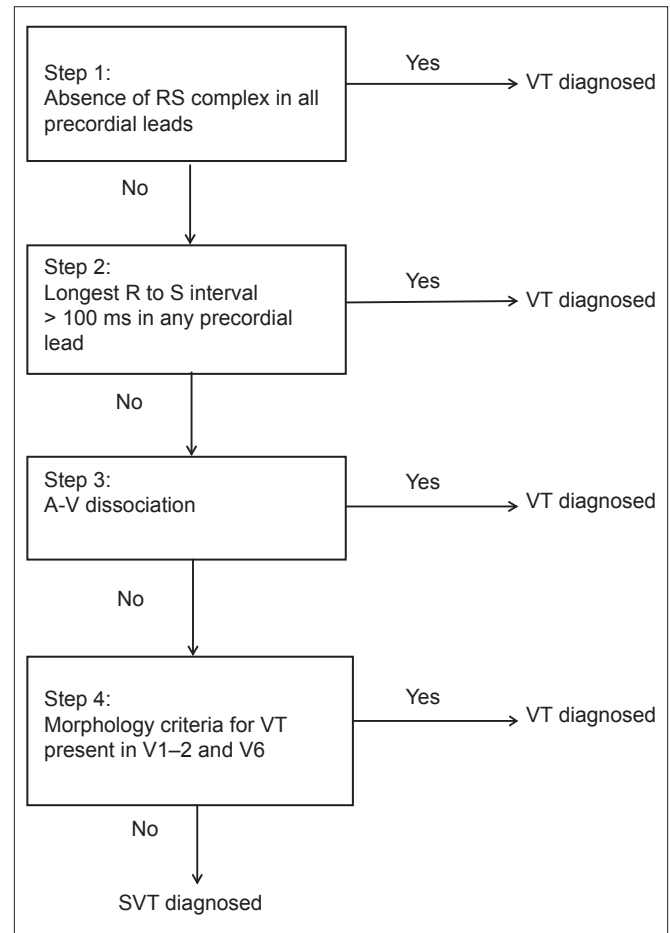 Step 1:
Absence of RS complex in all
precordial leads
Yes
VT diagnosed
No
Step 2:
Longest R to S interval
> 100 ms in any precordial
lead
Yes
VT diagnosed
No
Step 3:
A-V dissociation
Yes
VT diagnosed
No
Step 4:
Morphology criteria for VT
present in V1–2 and V6
Yes
VT diagnosed
No
SVT diagnosed